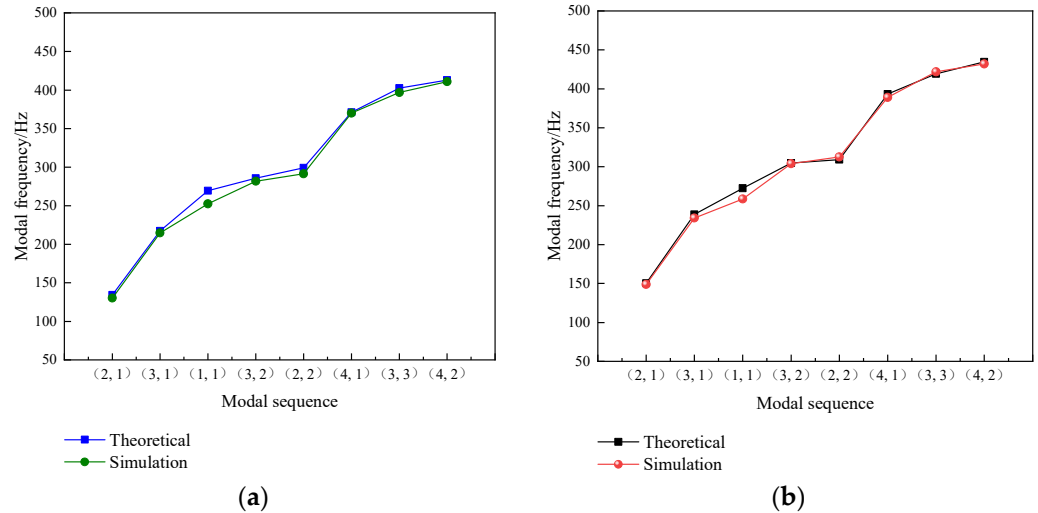 500
450
400
350
300
250
200
150
100
50
Modal frequency/Hz
（2, 1）（3, 1）（1, 1）（3, 2）（2, 2）（4, 1）（3, 3）（4, 2）
Modal sequence
Theoretical
Simulation
(a)
500
450
400
350
300
250
200
150
100
50
Modal frequency/Hz
（2, 1）（3, 1）（1, 1）（3, 2）（2, 2）（4, 1）（3, 3）（4, 2）
Modal sequence
Theoretical
Simulation
(b)